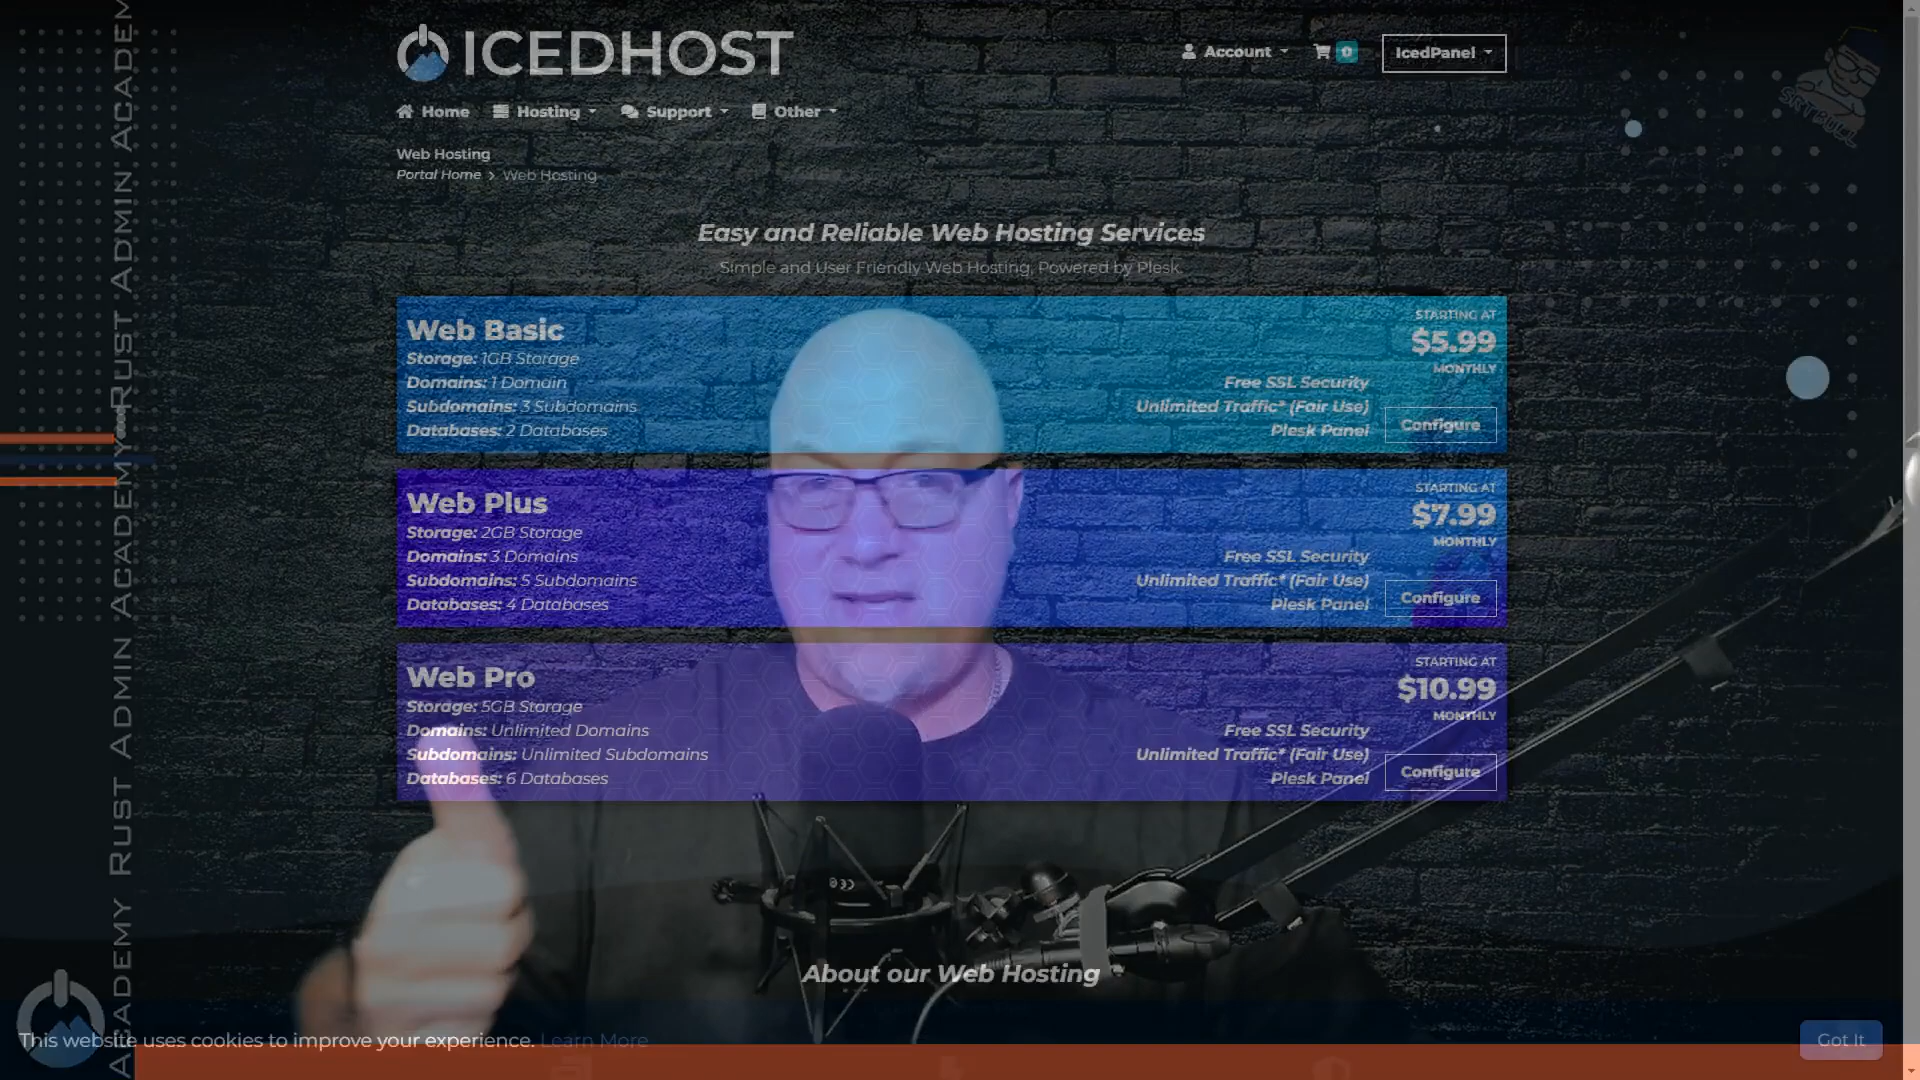 ICEDHOST
Account
0
IcedPanel
Home
Hosting
Support
Other
Web Hosting
Portal Home > Web Hosting
Easy and Reliable Web Hosting Services
Simple and User Friendly Web Hosting, Powered by Plesk.
Web Basic
Storage: 1GB Storage
Domains: 1 Domain
Subdomains: 3 Subdomains
Databases: 2 Databases
Free SSL Security
Unlimited Traffic* (Fair Use)
Plesk Panel
STARTING AT
$5.99
MONTHLY
Configure
Web Plus
Storage: 2GB Storage
Domains: 3 Domains
Subdomains: 5 Subdomains
Databases: 4 Databases
Free SSL Security
Unlimited Traffic* (Fair Use)
Plesk Panel
STARTING AT
$7.99
MONTHLY
Configure
Web Pro
Storage: 5GB Storage
Domains: Unlimited Domains
Subdomains: Unlimited Subdomains
Databases: 6 Databases
Free SSL Security
Unlimited Traffic* (Fair Use)
Plesk Panel
STARTING AT
$10.99
MONTHLY
Configure
About our Web Hosting
This website uses cookies to improve your experience. Learn More
Got It
ACADEMY RUST ADMIN ACADEMY RUST ADMIN ACADEM
SRTBULL